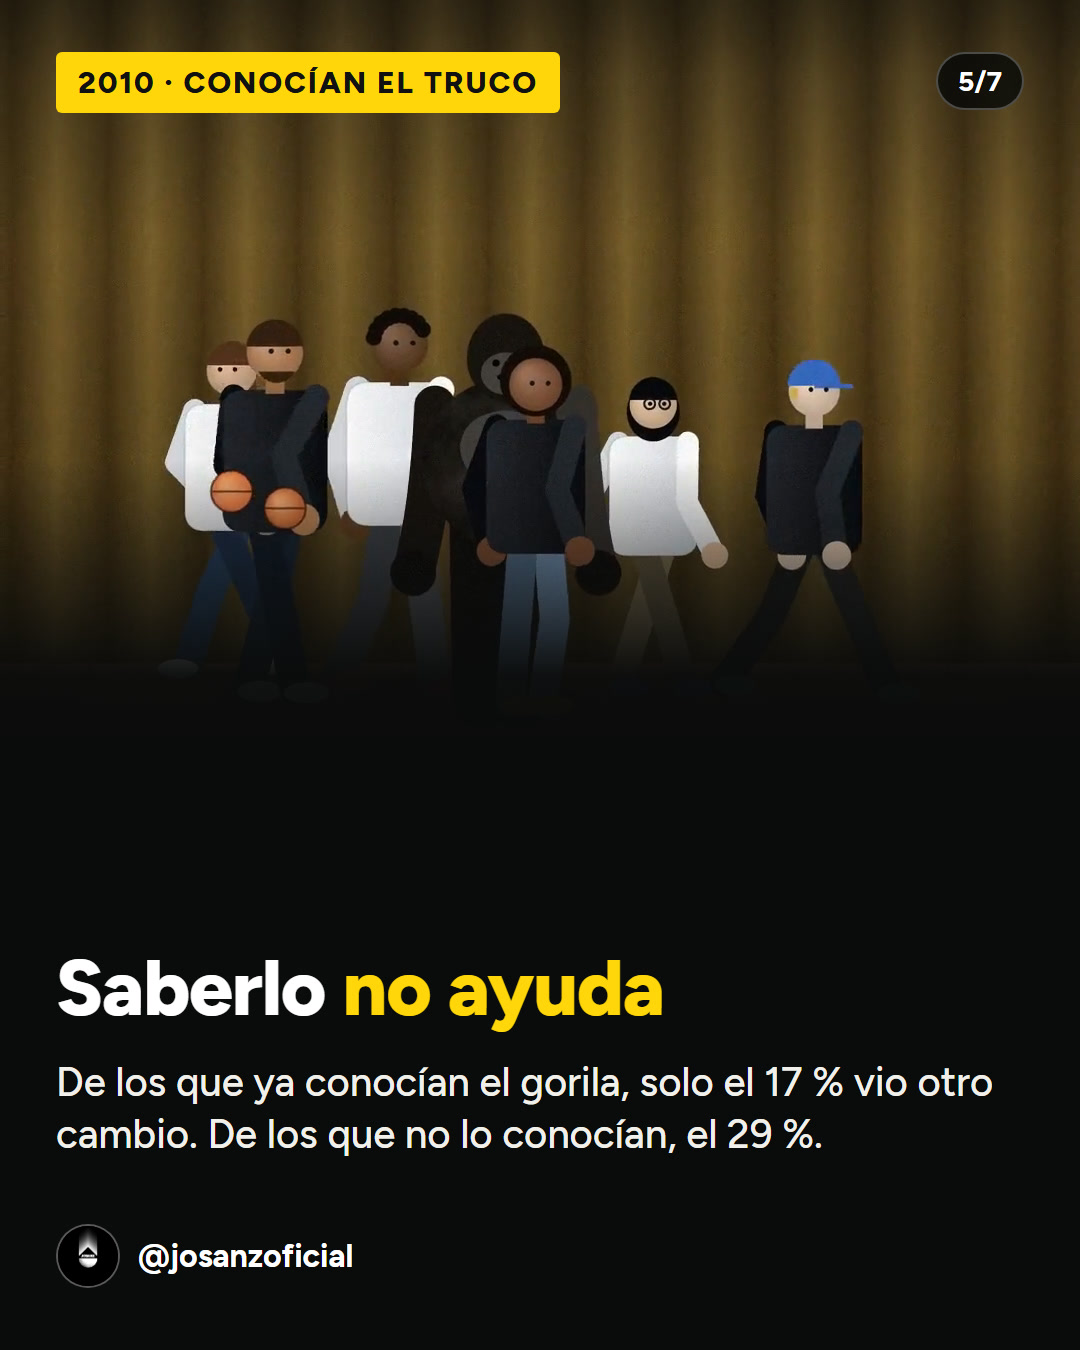 2010 · CONOCÍAN EL TRUCO
5/7
Saberlo no ayuda
De los que ya conocían el gorila, solo el 17 % vio otro
cambio. De los que no lo conocían, el 29 %.
@josanzoficial